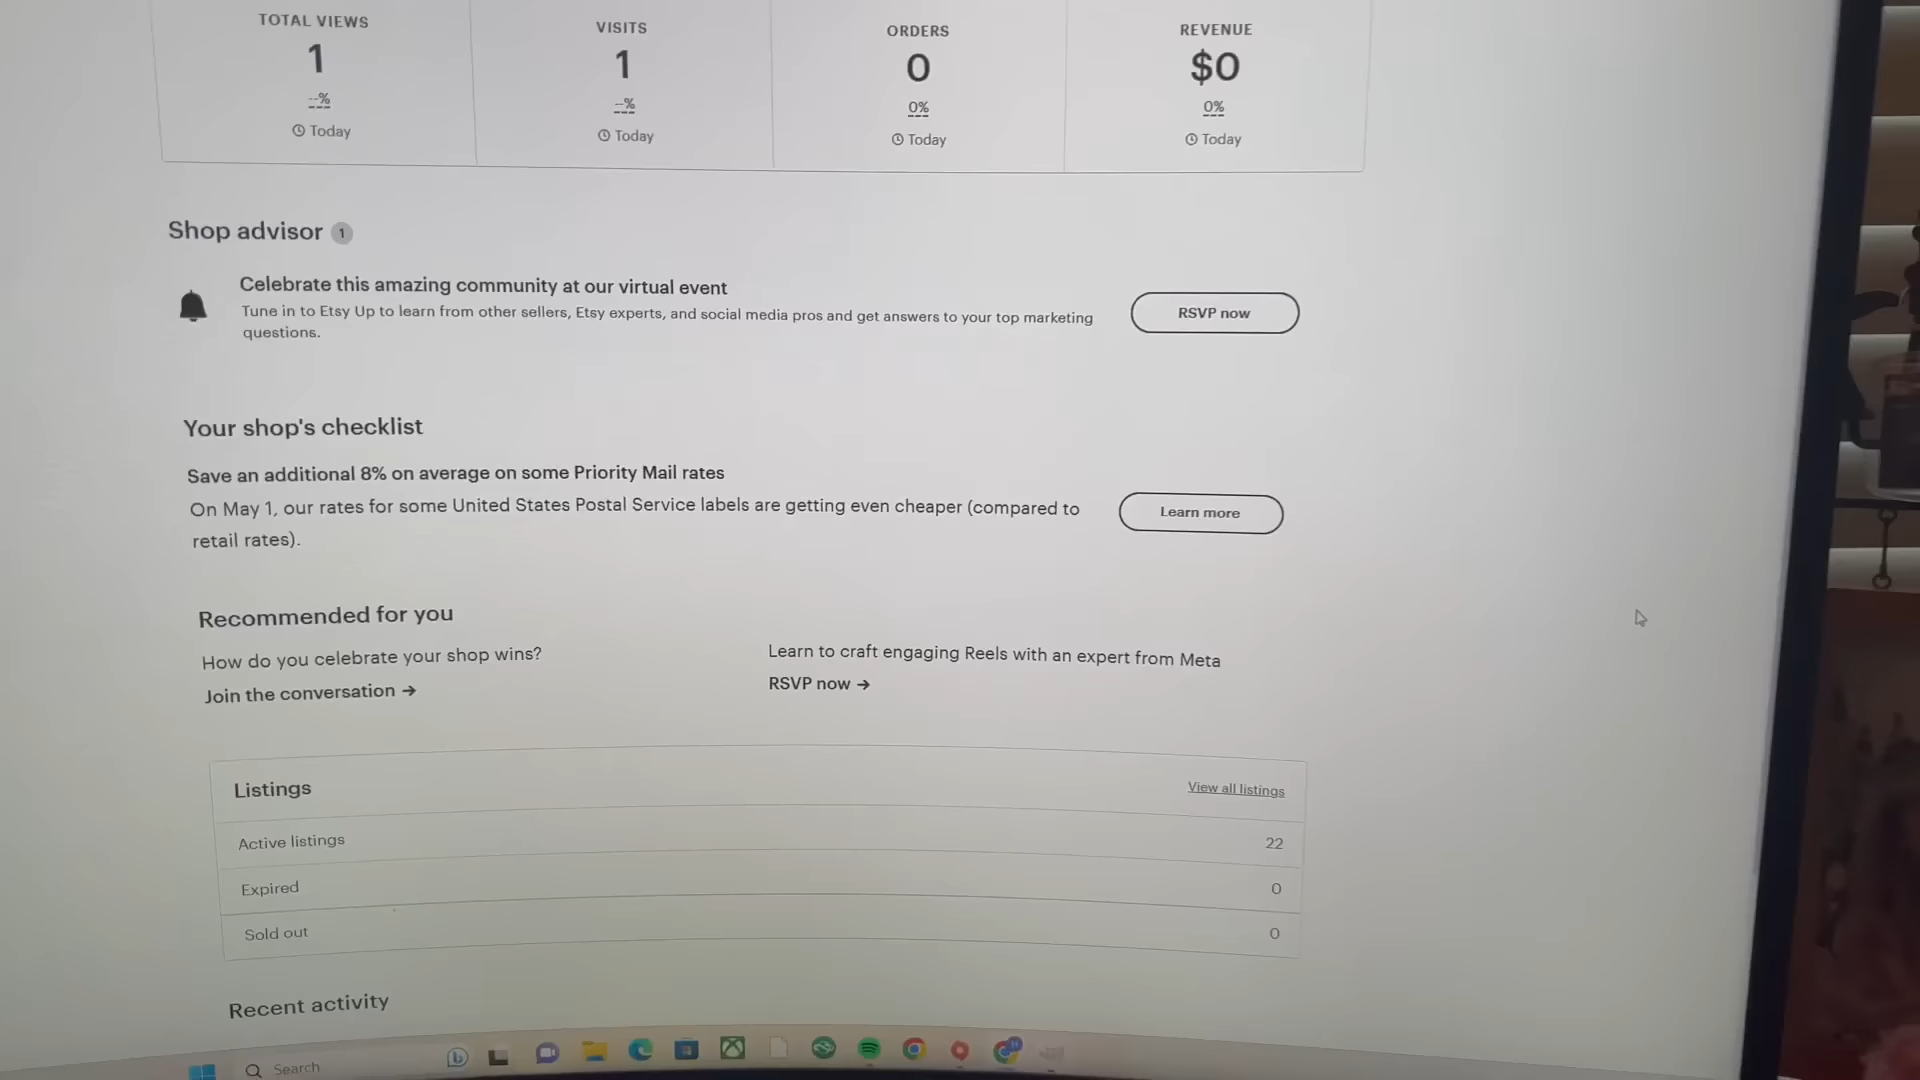 TOTAL VIEWS
1
--%
Today
VISITS
1
--%
Today
ORDERS
0
0%
Today
REVENUE
$0
0%
Today
Shop advisor 1
Celebrate this amazing community at our virtual event
Tune in to Etsy Up to learn from other sellers, Etsy experts, and social media pros and get answers to your top marketing
questions.
RSVP now
Your shop's checklist
Save an additional 8% on average on some Priority Mail rates
On May 1, our rates for some United States Postal Service labels are getting even cheaper (compared to
retail rates).
Learn more
Recommended for you
How do you celebrate your shop wins?
Join the conversation →
Learn to craft engaging Reels with an expert from Meta
RSVP now →
Listings
View all listings
Active listings 22
Expired 0
Sold out 0
Recent activity
Search